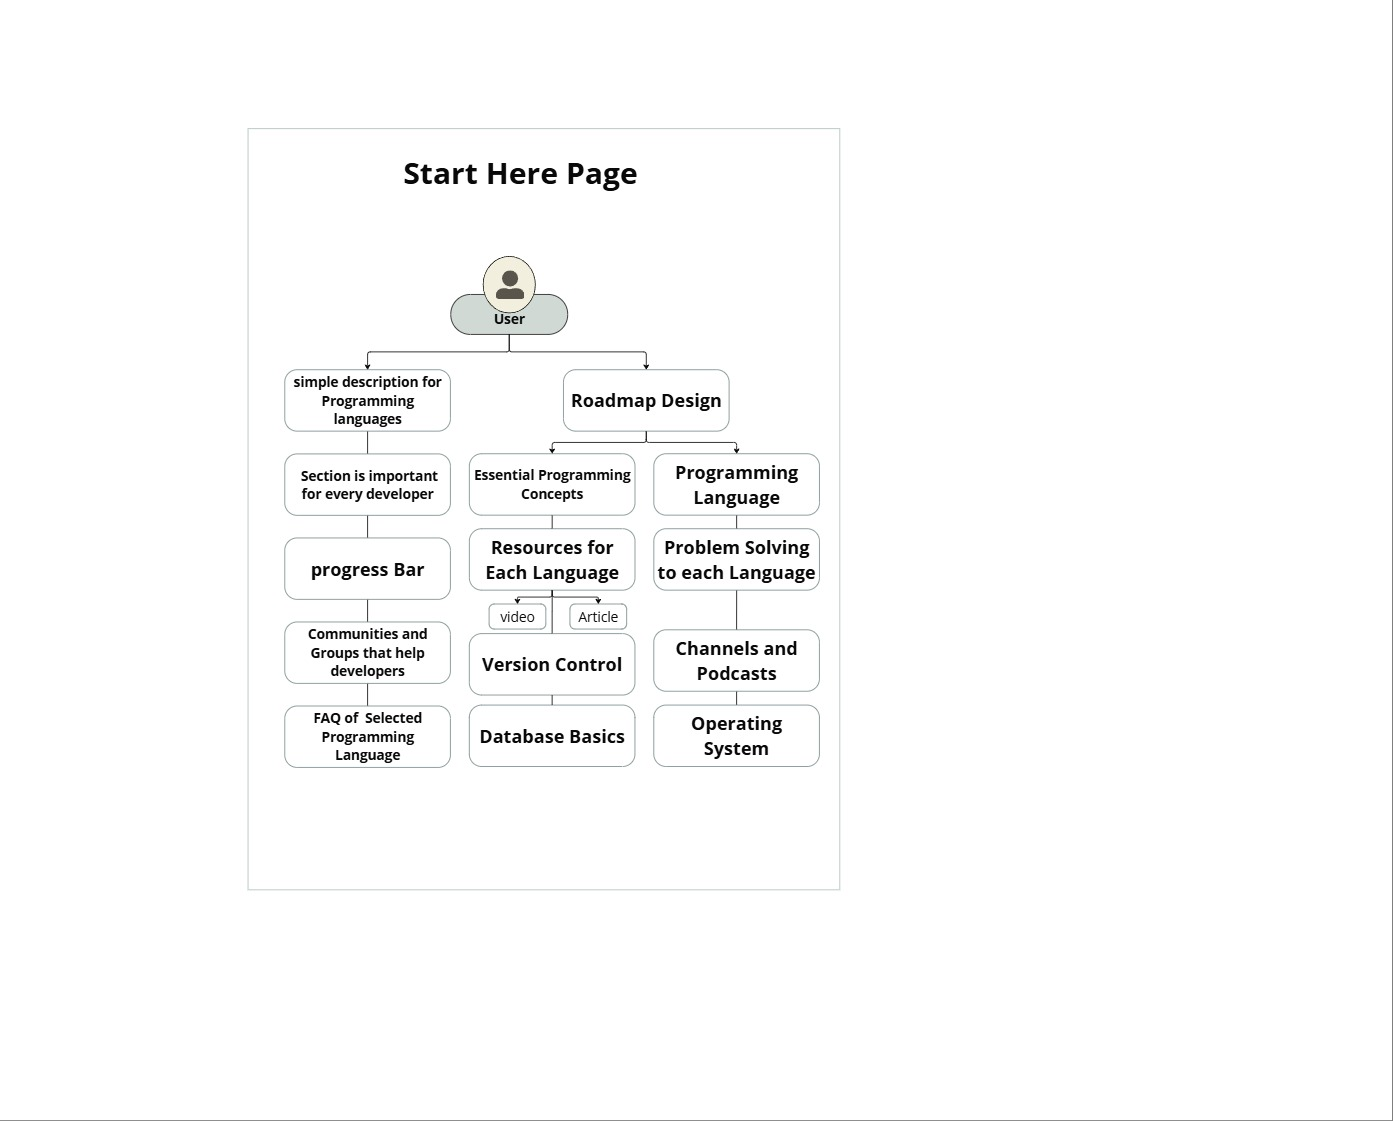 Start Here Page
User
simple description for
Programming
languages
Roadmap Design
Section is important
for every developer
Essential Programming
Concepts
Programming
Language
progress Bar
Resources for
Each Language
Problem Solving
to each Language
video
Article
Communities and
Groups that help
developers
Version Control
Channels and
Podcasts
FAQ of  Selected
Programming
Language
Database Basics
Operating
System